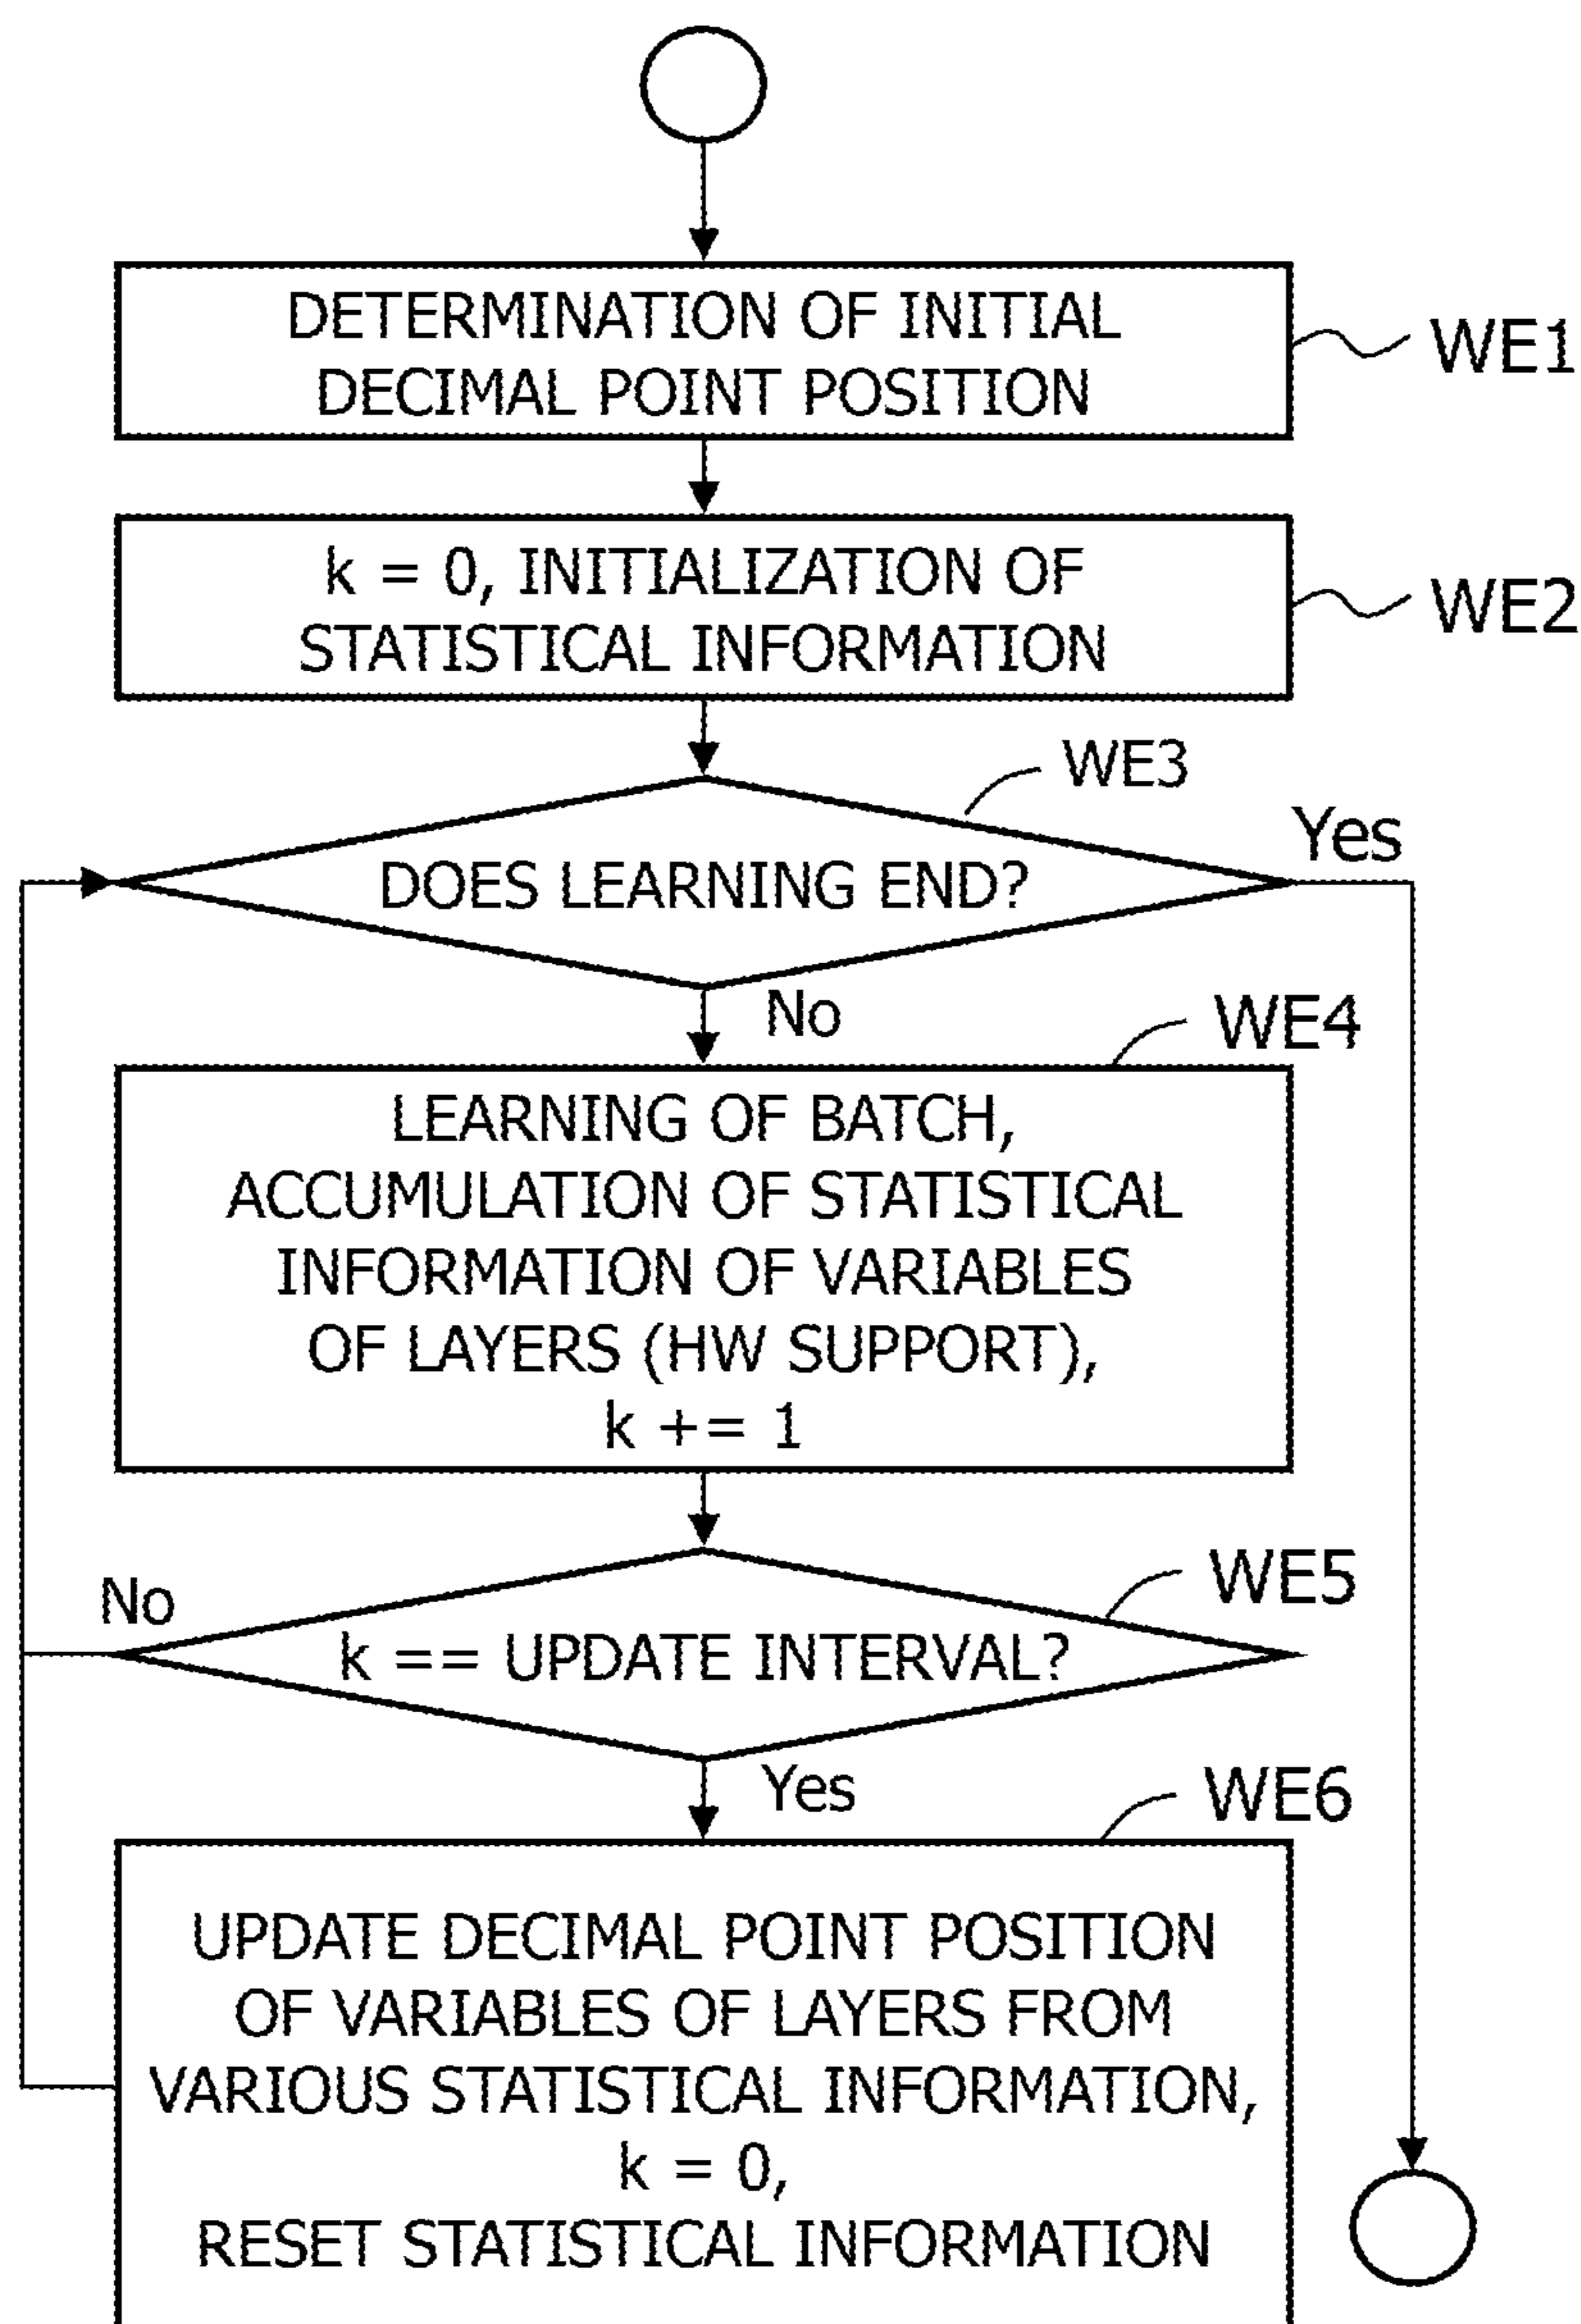 DETERMINATION OF INITIAL
DECIMAL POINT POSITION
WE1
k = 0, INITIALIZATION OF
STATISTICAL INFORMATION
WE2
WE3
DOES LEARNING END?
Yes
No
WE4
LEARNING OF BATCH,
ACCUMULATION OF STATISTICAL
INFORMATION OF VARIABLES
OF LAYERS (HW SUPPORT),
k += 1
WE5
No
k == UPDATE INTERVAL?
Yes
WE6
UPDATE DECIMAL POINT POSITION
OF VARIABLES OF LAYERS FROM
VARIOUS STATISTICAL INFORMATION,
k = 0,
RESET STATISTICAL INFORMATION